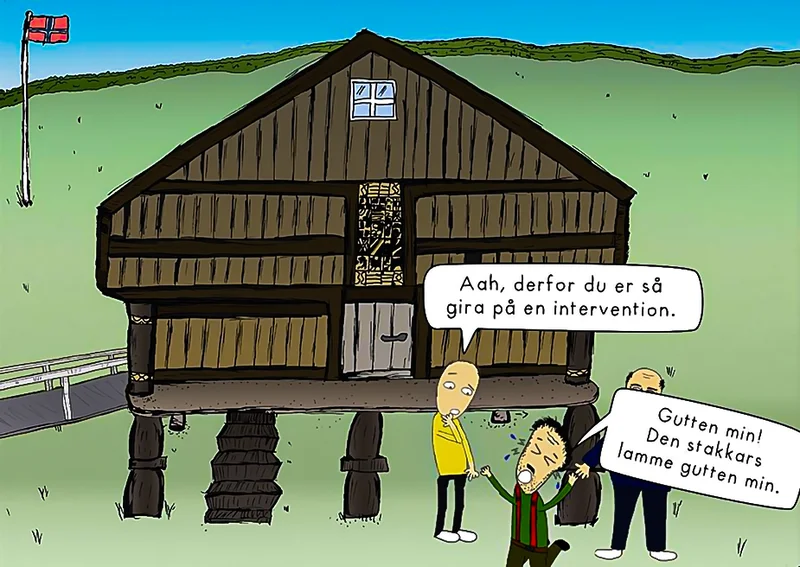 Aah, derfor du er så
gira på en intervention.
Gutten min!
Den stakkars
lamme gutten min.